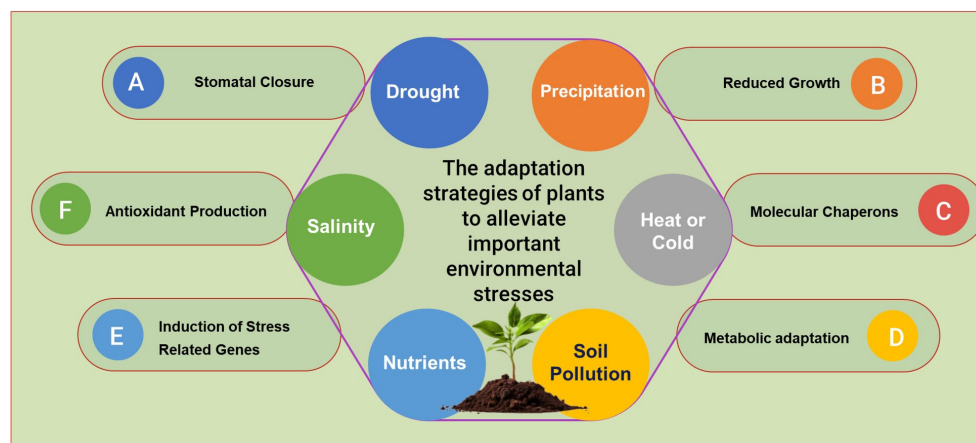 A
Stomatal Closure
Drought
Precipitation
Reduced Growth
B
The adaptation
strategies of plants
to alleviate
important
environmental
stresses
F
Antioxidant Production
Salinity
Heat or
Cold
Molecular Chaperons
C
E
Induction of Stress
Related Genes
Nutrients
Soil
Pollution
Metabolic adaptation
D